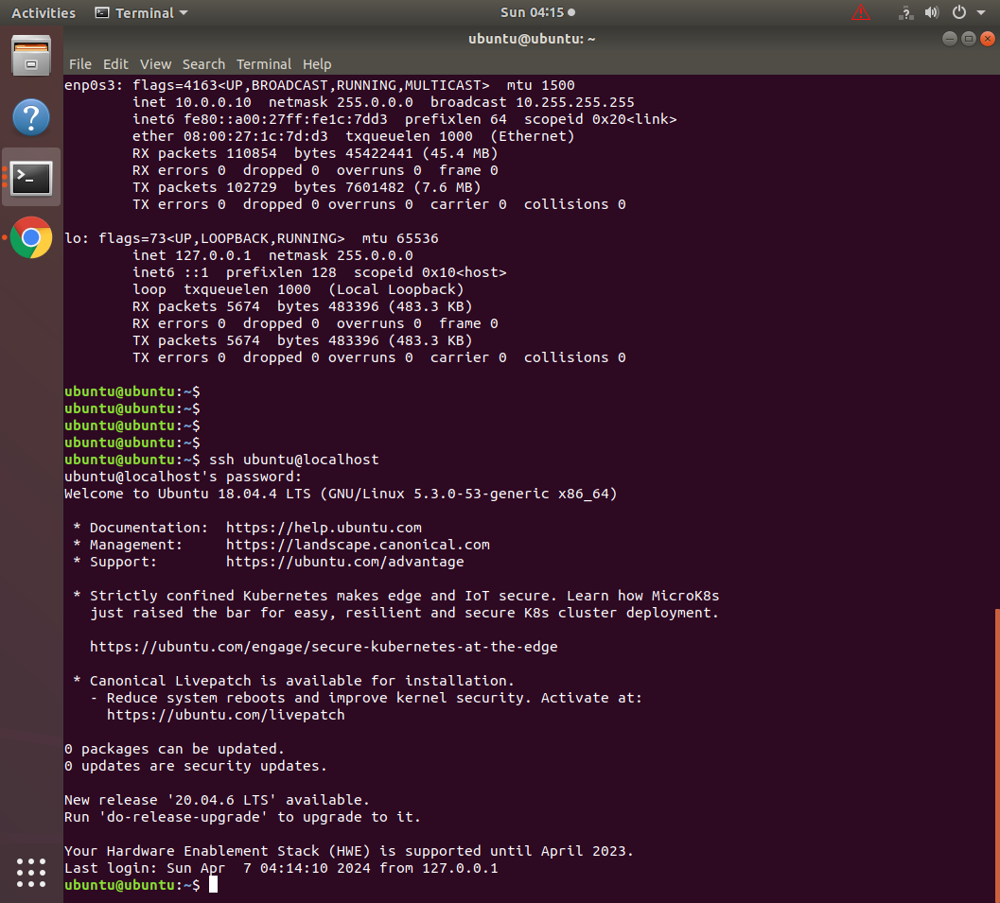 Activities Terminal Sun 04:15
ubuntu@ubuntu: ~
File Edit View Search Terminal Help
enp0s3: flags=4163<UP,BROADCAST,RUNNING,MULTICAST>  mtu 1500
        inet 10.0.0.10  netmask 255.0.0.0  broadcast 10.255.255.255
        inet6 fe80::a00:27ff:fe1c:7dd3  prefixlen 64  scopeid 0x20<link>
        ether 08:00:27:1c:7d:d3  txqueuelen 1000  (Ethernet)
        RX packets 110854  bytes 45422441 (45.4 MB)
        RX errors 0  dropped 0  overruns 0  frame 0
        TX packets 102729  bytes 7601482 (7.6 MB)
        TX errors 0  dropped 0 overruns 0  carrier 0  collisions 0
lo: flags=73<UP,LOOPBACK,RUNNING>  mtu 65536
        inet 127.0.0.1  netmask 255.0.0.0
        inet6 ::1  prefixlen 128  scopeid 0x10<host>
        loop  txqueuelen 1000  (Local Loopback)
        RX packets 5674  bytes 483396 (483.3 KB)
        RX errors 0  dropped 0  overruns 0  frame 0
        TX packets 5674  bytes 483396 (483.3 KB)
        TX errors 0  dropped 0 overruns 0  carrier 0  collisions 0
ubuntu@ubuntu:~$
ubuntu@ubuntu:~$
ubuntu@ubuntu:~$
ubuntu@ubuntu:~$
ubuntu@ubuntu:~$ ssh ubuntu@localhost
ubuntu@localhost's password:
Welcome to Ubuntu 18.04.4 LTS (GNU/Linux 5.3.0-53-generic x86_64)
 * Documentation:  https://help.ubuntu.com
 * Management:     https://landscape.canonical.com
 * Support:        https://ubuntu.com/advantage
 * Strictly confined Kubernetes makes edge and IoT secure. Learn how MicroK8s
   just raised the bar for easy, resilient and secure K8s cluster deployment.
   https://ubuntu.com/engage/secure-kubernetes-at-the-edge
 * Canonical Livepatch is available for installation.
   - Reduce system reboots and improve kernel security. Activate at:
     https://ubuntu.com/livepatch
0 packages can be updated.
0 updates are security updates.
New release '20.04.6 LTS' available.
Run 'do-release-upgrade' to upgrade to it.
Your Hardware Enablement Stack (HWE) is supported until April 2023.
Last login: Sun Apr  7 04:14:10 2024 from 127.0.0.1
ubuntu@ubuntu:~$